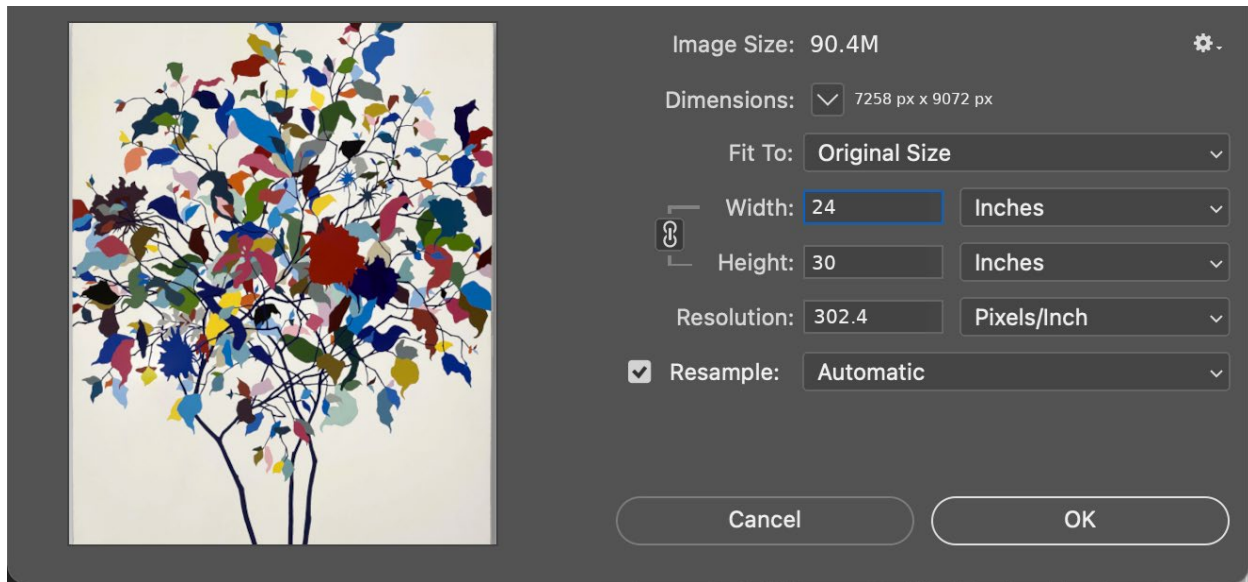 Image Size: 90.4M
Dimensions: 7258 px x 9072 px
Fit To: Original Size
Width: 24 Inches
Height: 30 Inches
Resolution: 302.4 Pixels/Inch
Resample: Automatic
Cancel OK